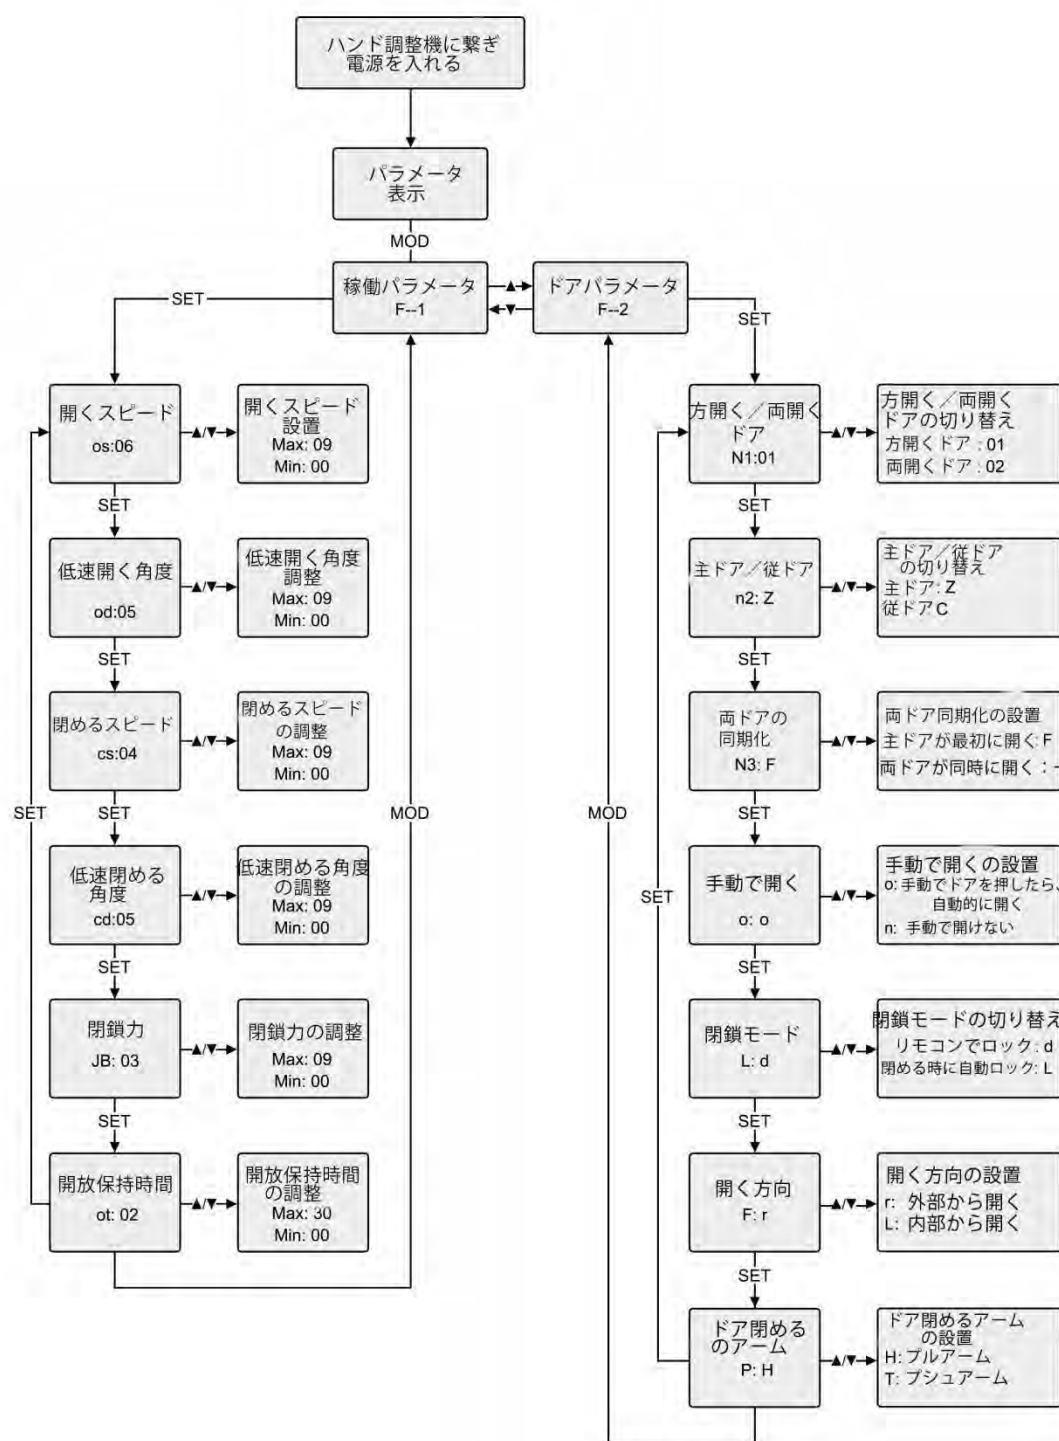 ハンド調整機に繋ぎ
電源を入れる
パラメータ
表示
MOD
稼働パラメータ
F--1
▲
▼
ドアパラメータ
F--2
SET
SET
開くスピード
os:06
▲/▼
開くスピード
設置
Max: 09
Min: 00
SET
低速開く角度
od:05
▲/▼
低速開く角度
調整
Max: 09
Min: 00
SET
閉めるスピード
cs:04
▲/▼
閉めるスピード
の調整
Max: 09
Min: 00
SET
SET
MOD
低速閉める
角度
cd:05
▲/▼
低速閉める角度
の調整
Max: 09
Min: 00
SET
閉鎖力
JB: 03
▲/▼
閉鎖力の調整
Max: 09
Min: 00
SET
開放保持時間
ot: 02
▲/▼
開放保持時間
の調整
Max: 30
Min: 00
方開く／両開く
ドア
N1:01
▲/▼
方開く／両開く
ドアの切り替え
方開くドア : 01
両開くドア : 02
SET
主ドア／従ドア
n2: Z
▲/▼
主ドア／従ドア
の切り替え
主ドア: Z
従ドア C
SET
両ドアの
同期化
N3: F
▲/▼
両ドア同期化の設置
主ドアが最初に開く: F
両ドアが同時に開く：-
MOD
SET
SET
手動で開く
o: o
▲/▼
手動で開くの設置
o: 手動でドアを押したら、
自動的に開く
n: 手動で開けない
SET
閉鎖モード
L: d
▲/▼
閉鎖モードの切り替え
リモコンでロック: d
閉める時に自動ロック: L
SET
開く方向
F: r
▲/▼
開く方向の設置
r: 外部から開く
L: 内部から開く
SET
ドア閉める
のアーム
P: H
▲/▼
ドア閉めるアーム
の設置
H: プルアーム
T: プシュアーム